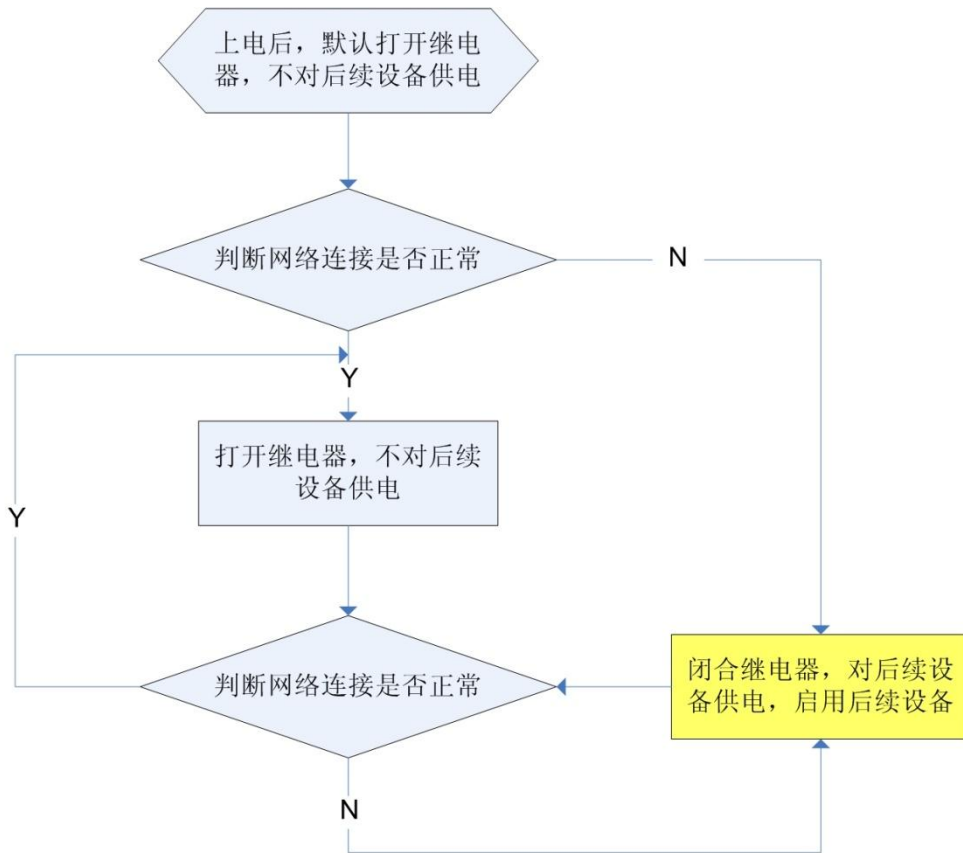 上电后，默认打开继电
器，不对后续设备供电
判断网络连接是否正常
N
Y
打开继电器，不对后续
设备供电
Y
判断网络连接是否正常
闭合继电器，对后续设
备供电，启用后续设备
N